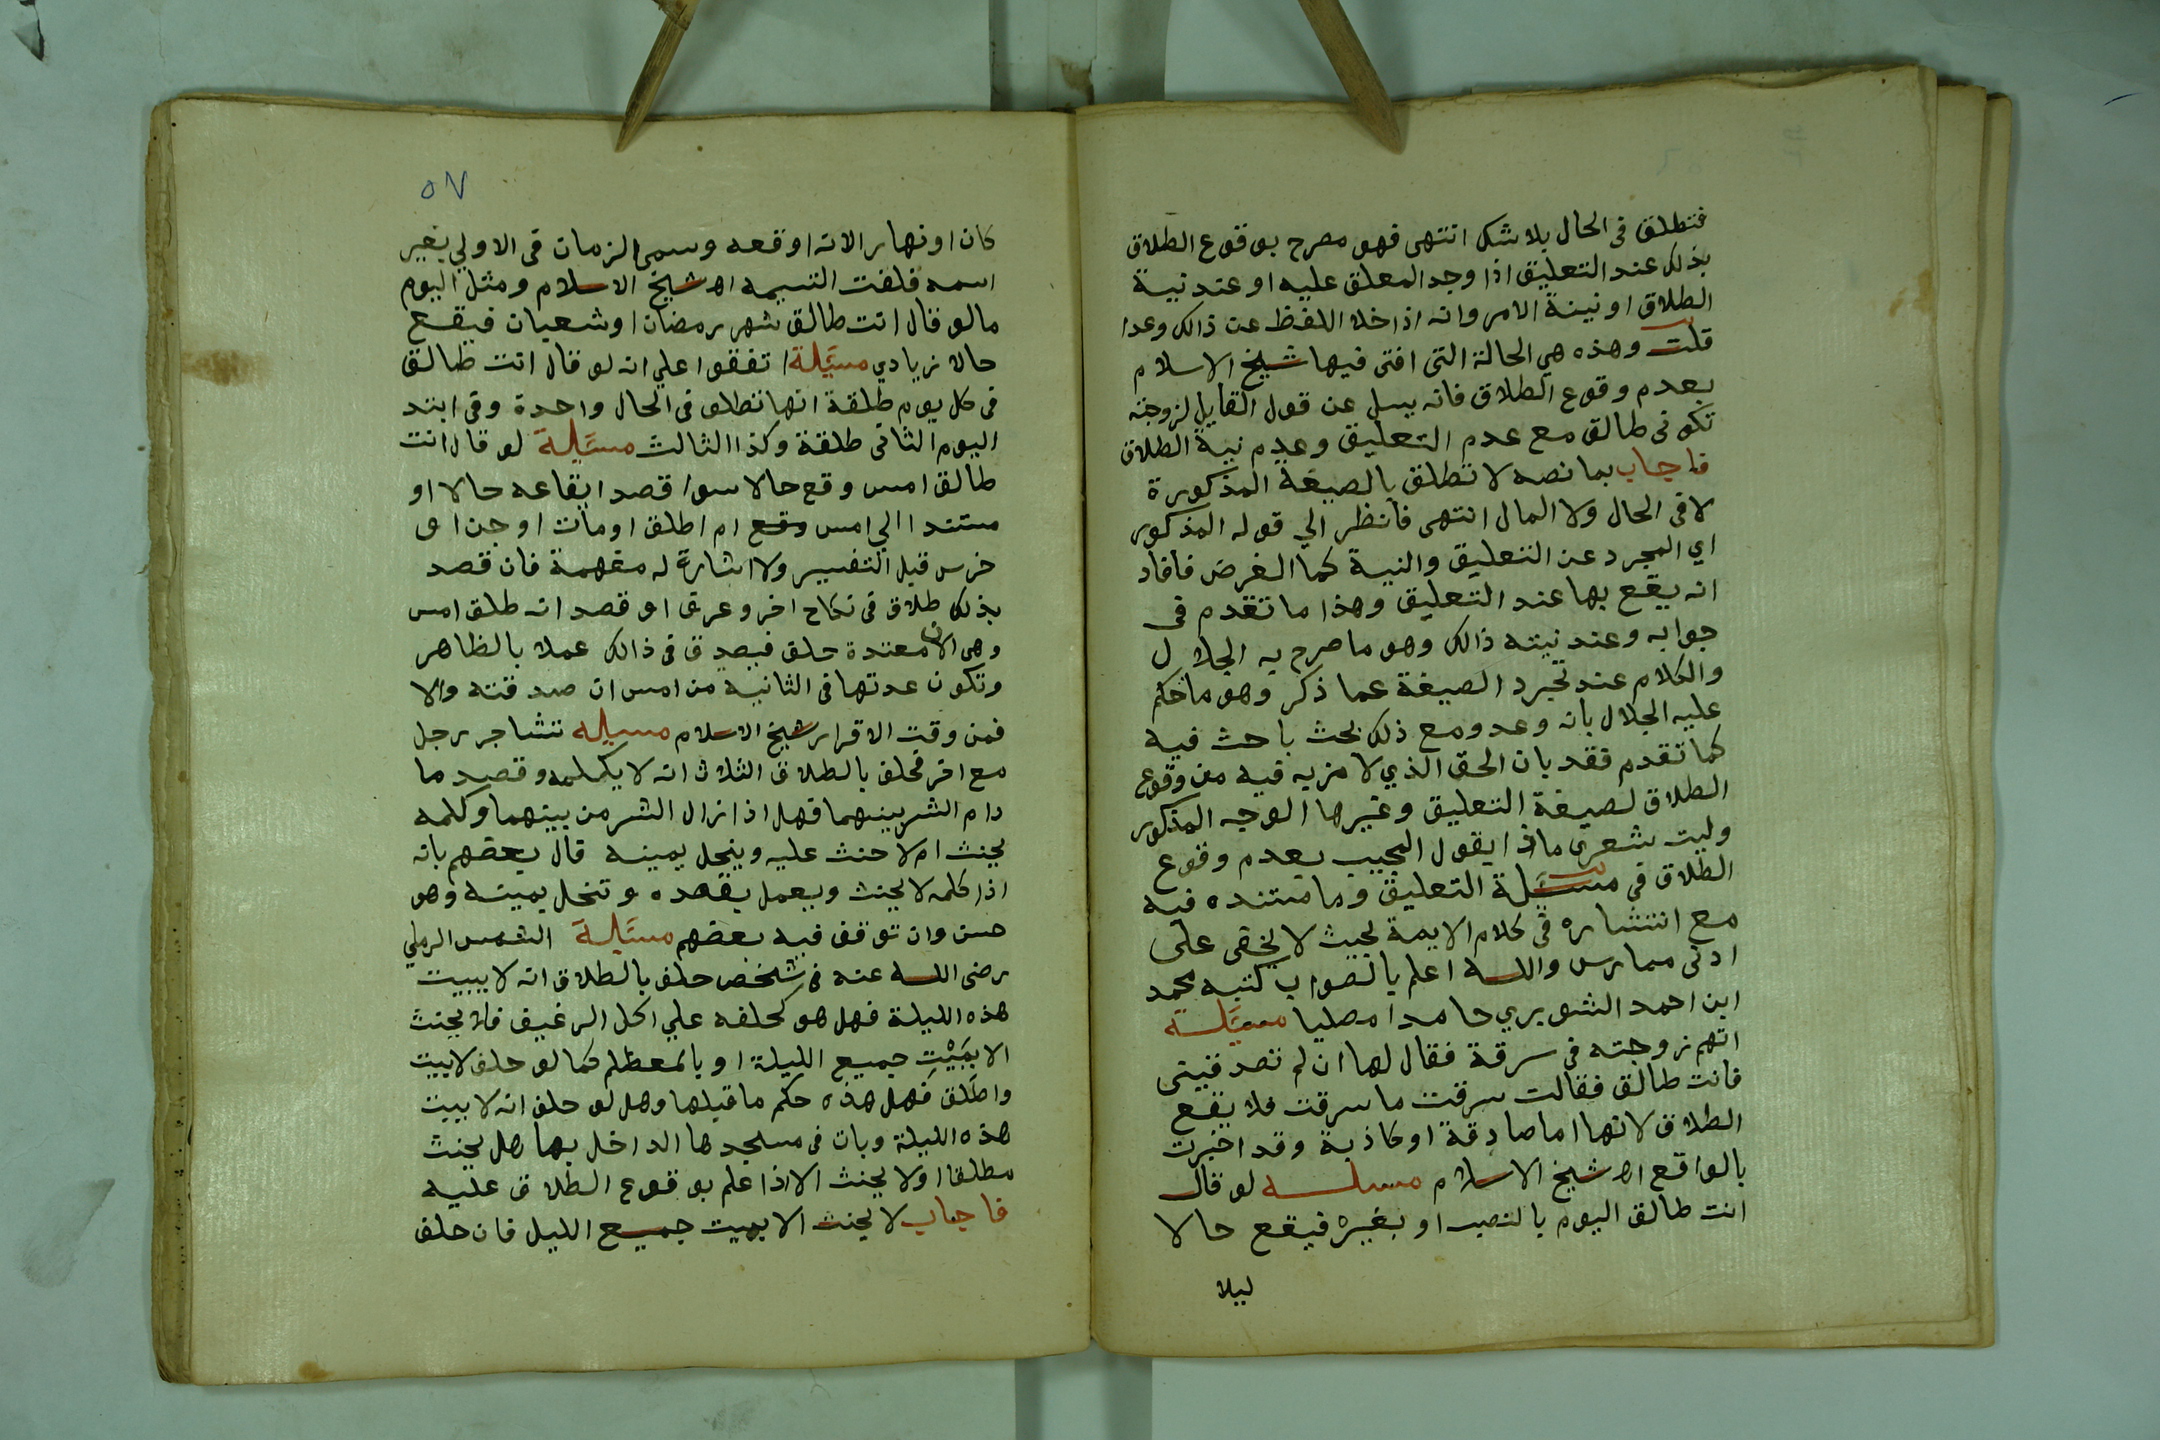 فتطلق في الحال بلا شك انتهى فهو مصرح بوقوع الطلاق
بذلك عند التعليق اذا وجد المعلق عليه او عند نية
الطلاق او نية الامر وانه اذا خلا اللفظ عن ذالك وعدا
قلت وهذه هي الحالة التي افتى فيها شيخ الاسلام
بعدم وقوع الطلاق فانه سيل عن قول القايل لزوجته
تكوني طالق مع عدم التعليق وعدم نية الطلاق
فاجاب بما نصه لا تطلق بالصيغة المذكورة
لا في الحال ولا المال انتهى فانظر الي قوله المذكور
اي المجرد عن التعليق والنية كما الفرض فافاد
انه يقع بها عند التعليق وهذا ما تقدم في
جوابه وعند نيته ذالك وهو ما صرح به الجلال
والكلام عند تجرد الصيغة عما ذكر وهو ما حكم
عليه الجلال بانه وعد ومع ذلك بحث باحث فيه
كما تقدم فقد بان الحق الذي لا مزيه فيه من وقوع
الطلاق لصيغة التعليق وغيرها الوجه المذكور
وليت شعري ماذا يقول المجيب بعدم وقوع
الطلاق في مسيلة التعليق وما مستنده فيه
مع انتشاره في كلام الايمة بحيث لا يخفى على
ادنى ممارس والله اعلم بالصواب كتبه محمد
ابن احمد الشوبري حامدا مصليا مسيلة
اتهم زوجته في سرقة فقال لها ان لم تصدقيني
فانت طالق فقالت سرقت ما سرقت فلا يقع
الطلاق لانها اما صادقة او كاذبة وقد اخبرت
بالواقع اه شيخ الاسلام مسيله لو قال
انت طالق اليوم بالنصب او بغيره فيقع حالا
ليلا
٥٧
كان او نهارا لانه اوقعه وسمى الزمان في الاولي بغير
اسمه فلغت التسيمه اه شيخ الاسلام ومثل اليوم
مالو قال انت طالق شهر رمضان او شعبان فيقع
حالا زيادي مسيلة اتفقوا علي انه لو قال انت طالق
في كل يوم طلقة انها تطلق في الحال واحدة وفي ابتد
اليوم الثاني طلقة وكذا الثالث مسيلة لو قال انت
طالق امس وقع حالا سوا قصد ايقاعه حالا او
مستندا الي امس وقع ام اطلق او مات او جن او
خرس قبل التفسير ولا اشارة له مفهمة فان قصد
بذلك طلاق في نكاح اخر وعرف او قصد انه طلق امس
وهي الان معتدة حلف فيصدق في ذالك عملا بالظاهر
وتكون عدتها في الثانية من امس ان صدقته والا
فمن وقت الاقرار شيخ الاسلام مسيله تشاجر رجل
مع اخر فحلف بالطلاق الثلاث انه لا يكلمه وقصد ما
دام الشر بينهما فهل اذا زال الشر من بينهما وكلمه
يحنث ام لا حنث عليه وينحل يمينه قال بعضهم بانه
اذا كلمه لا يحنث ويعمل بقصده وتنحل يمينه وهو
حسن وان توقف فيه بعضهم مسيلة الشمس الرملي
رضي الله عنه في شخص حلف بالطلاق انه لا يبيت
هذه الليلة فهل هو كحلفه علي اكل الرغيف فلا يحنث
الا بمبيت جميع الليلة او بالمعظم كما لو حلف لا يبيت
واطلق فهل هذه حكم ما قبلها وهل لو حلف انه لا يبيت
هذه الليلة وبات في مسجدها الداخل بها هل يحنث
مطلقا او لا يحنث الا اذا علم بوقوع الطلاق عليه
فاجاب لا يحنث الا بمبيت جميع الليل فان حلف